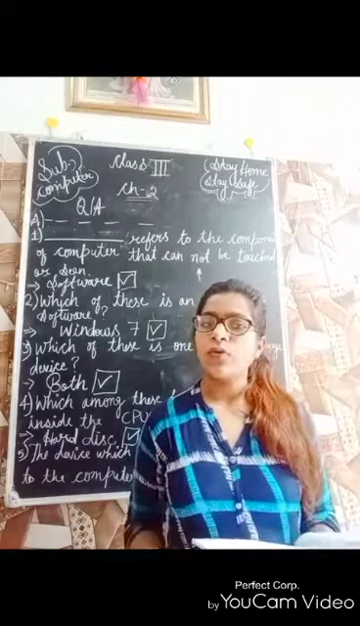 Sub:
Computer
Class III
Ch-2
Stay Home
Stay Safe
Q/A
A)
1) refers to the
of computer that can not be touched
or seen.
⇒ Software ✓
2) Which of these is an
Software?
⇒ Windows 7 ✓
3) Which of these is one
device?
⇒ Both ✓
4) Which among these
inside the CPU
⇒ Hard disc ✓
5) The device which
to the computer
Perfect Corp.
by YouCam Video